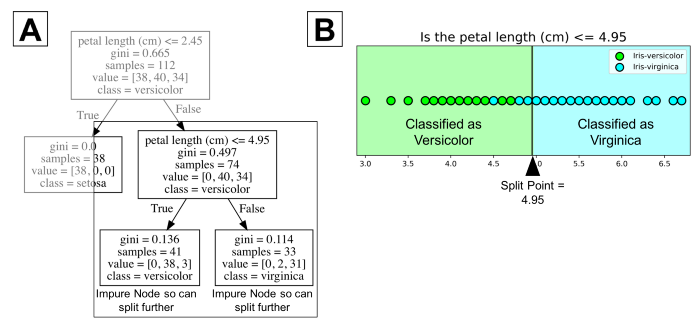 A
petal length (cm) <= 2.45
gini = 0.665
samples = 112
value = [38, 40, 34]
class = versicolor
True
False
gini = 0.0
samples = 38
value = [38, 0, 0]
class = setosa
petal length (cm) <= 4.95
gini = 0.497
samples = 74
value = [0, 40, 34]
class = versicolor
True
False
gini = 0.136
samples = 41
value = [0, 38, 3]
class = versicolor
Impure Node so can
split further
gini = 0.114
samples = 33
value = [0, 2, 31]
class = virginica
Impure Node so can
split further
B
Is the petal length (cm) <= 4.95
Iris-versicolor
Iris-virginica
Classified as
Versicolor
Classified as
Virginica
3.0 3.5 4.0 4.5 5.0 5.5 6.0 6.5
Split Point =
4.95